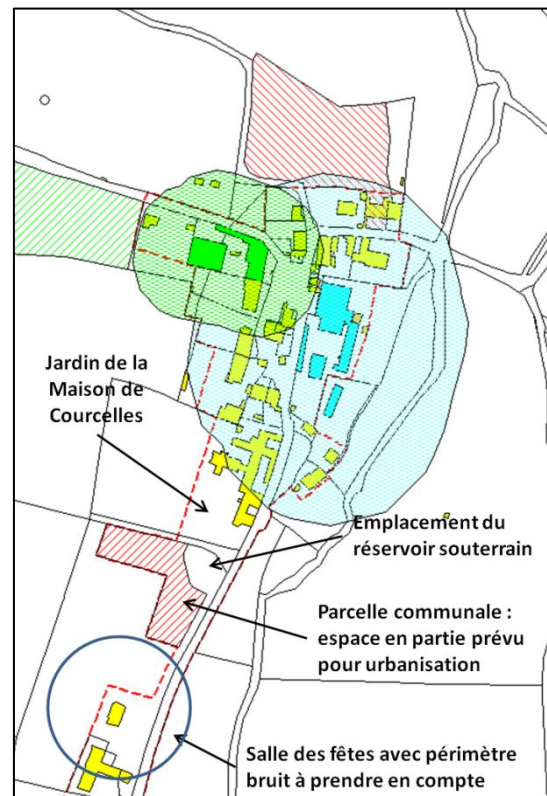 Jardin de la
Maison de
Courcelles
Emplacement du
réservoir souterrain
Parcelle communale :
espace en partie prévu
pour urbanisation
Salle des fêtes avec périmètre
bruit à prendre en compte